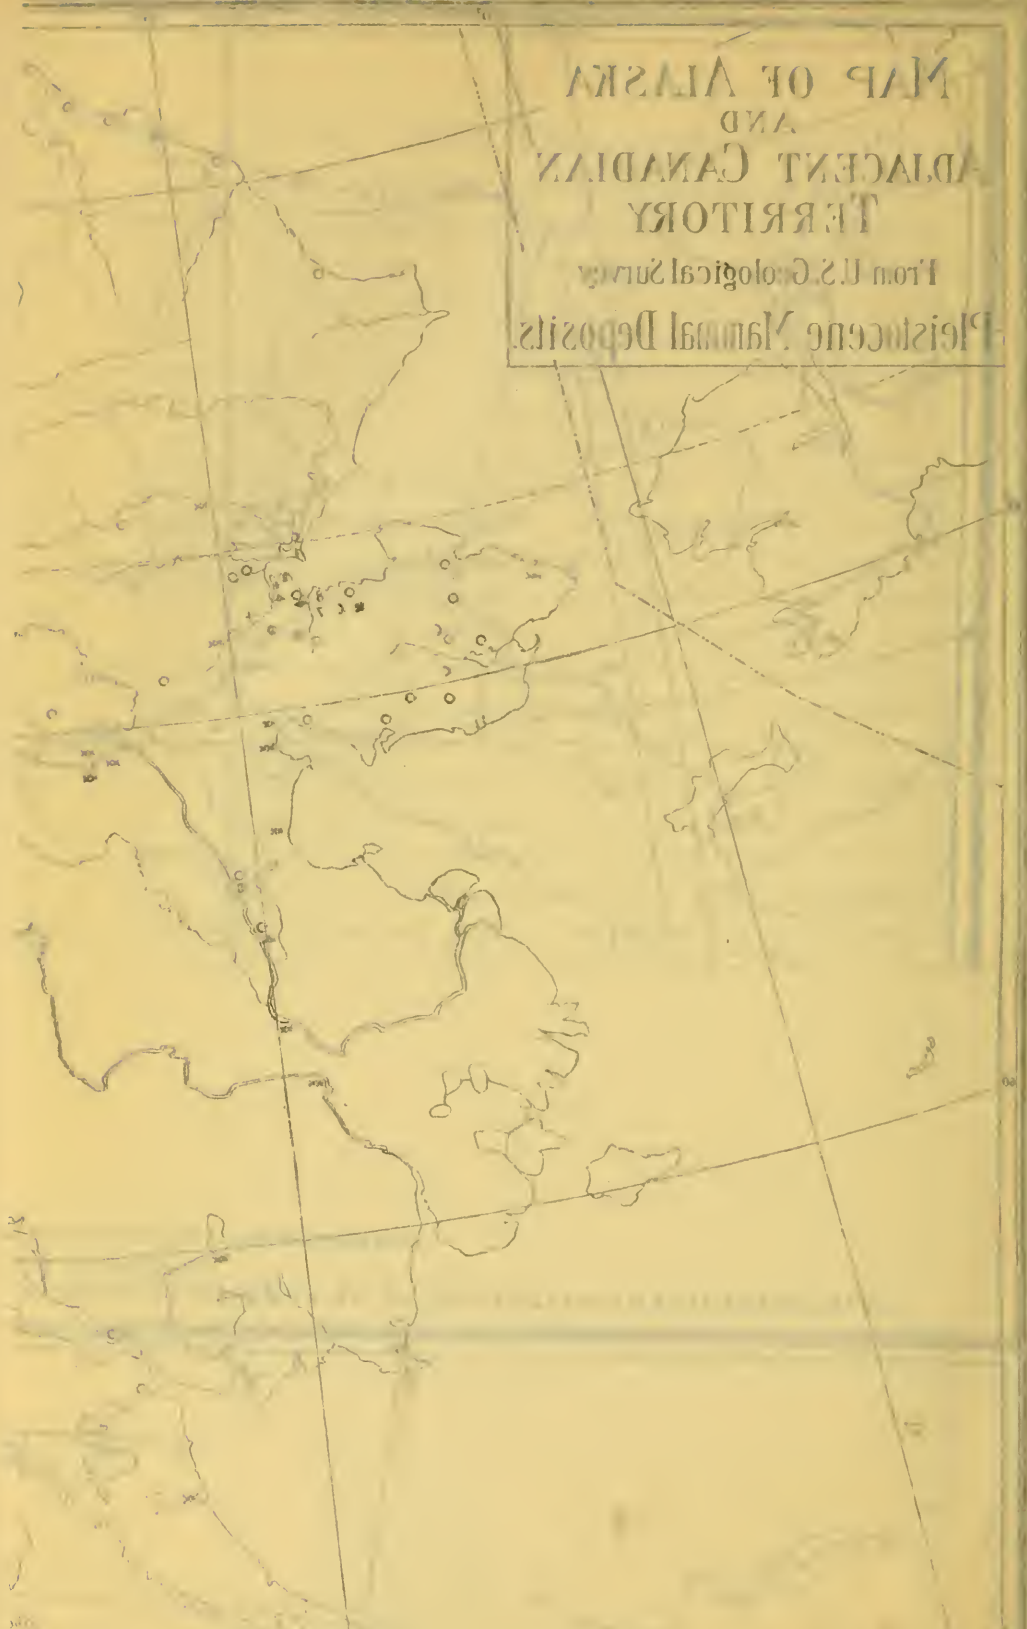 MAP OF ALASKA
AND
ADJACENT CANADIAN
TERRITORY
From U.S. Geological Survey
Pleistocene Mammal Deposits.